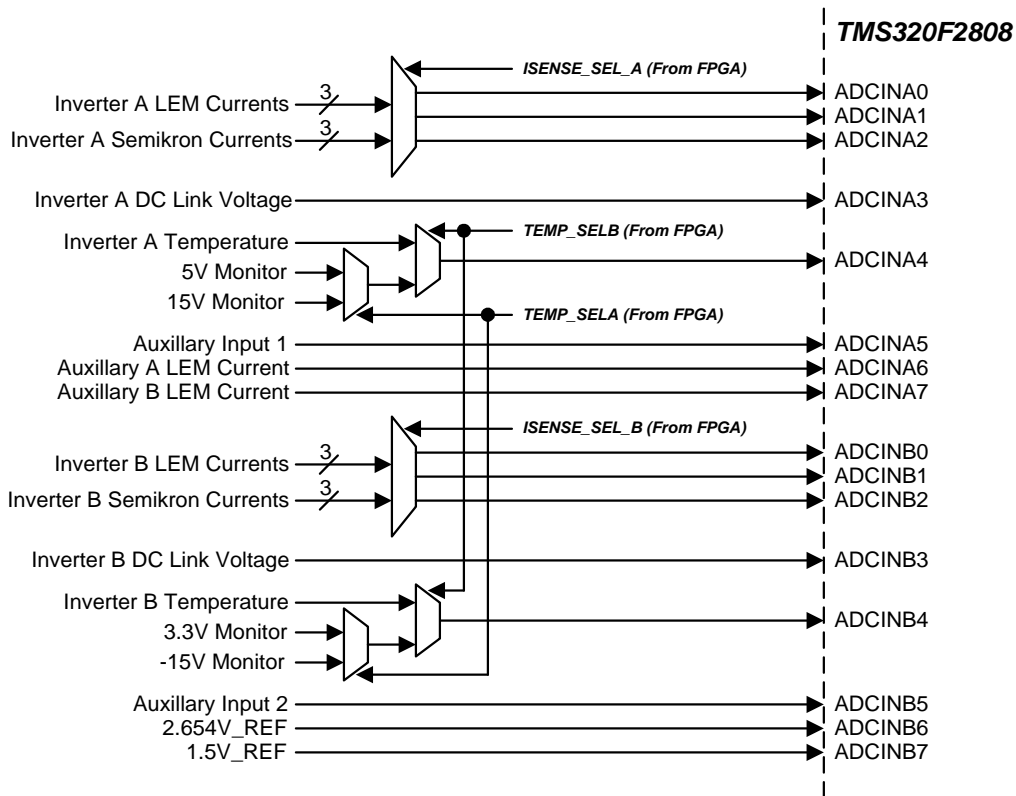 TMS320F2808
ISENSE_SEL_A (From FPGA)
Inverter A LEM Currents 3 ADCINA0
ADCINA1
Inverter A Semikron Currents 3 ADCINA2
Inverter A DC Link Voltage ADCINA3
TEMP_SELB (From FPGA)
Inverter A Temperature
5V Monitor ADCINA4
15V Monitor
TEMP_SELA (From FPGA)
Auxillary Input 1 ADCINA5
Auxillary A LEM Current ADCINA6
Auxillary B LEM Current ADCINA7
ISENSE_SEL_B (From FPGA)
Inverter B LEM Currents 3 ADCINB0
ADCINB1
Inverter B Semikron Currents 3 ADCINB2
Inverter B DC Link Voltage ADCINB3
Inverter B Temperature
3.3V Monitor ADCINB4
-15V Monitor
Auxillary Input 2 ADCINB5
2.654V_REF ADCINB6
1.5V_REF ADCINB7